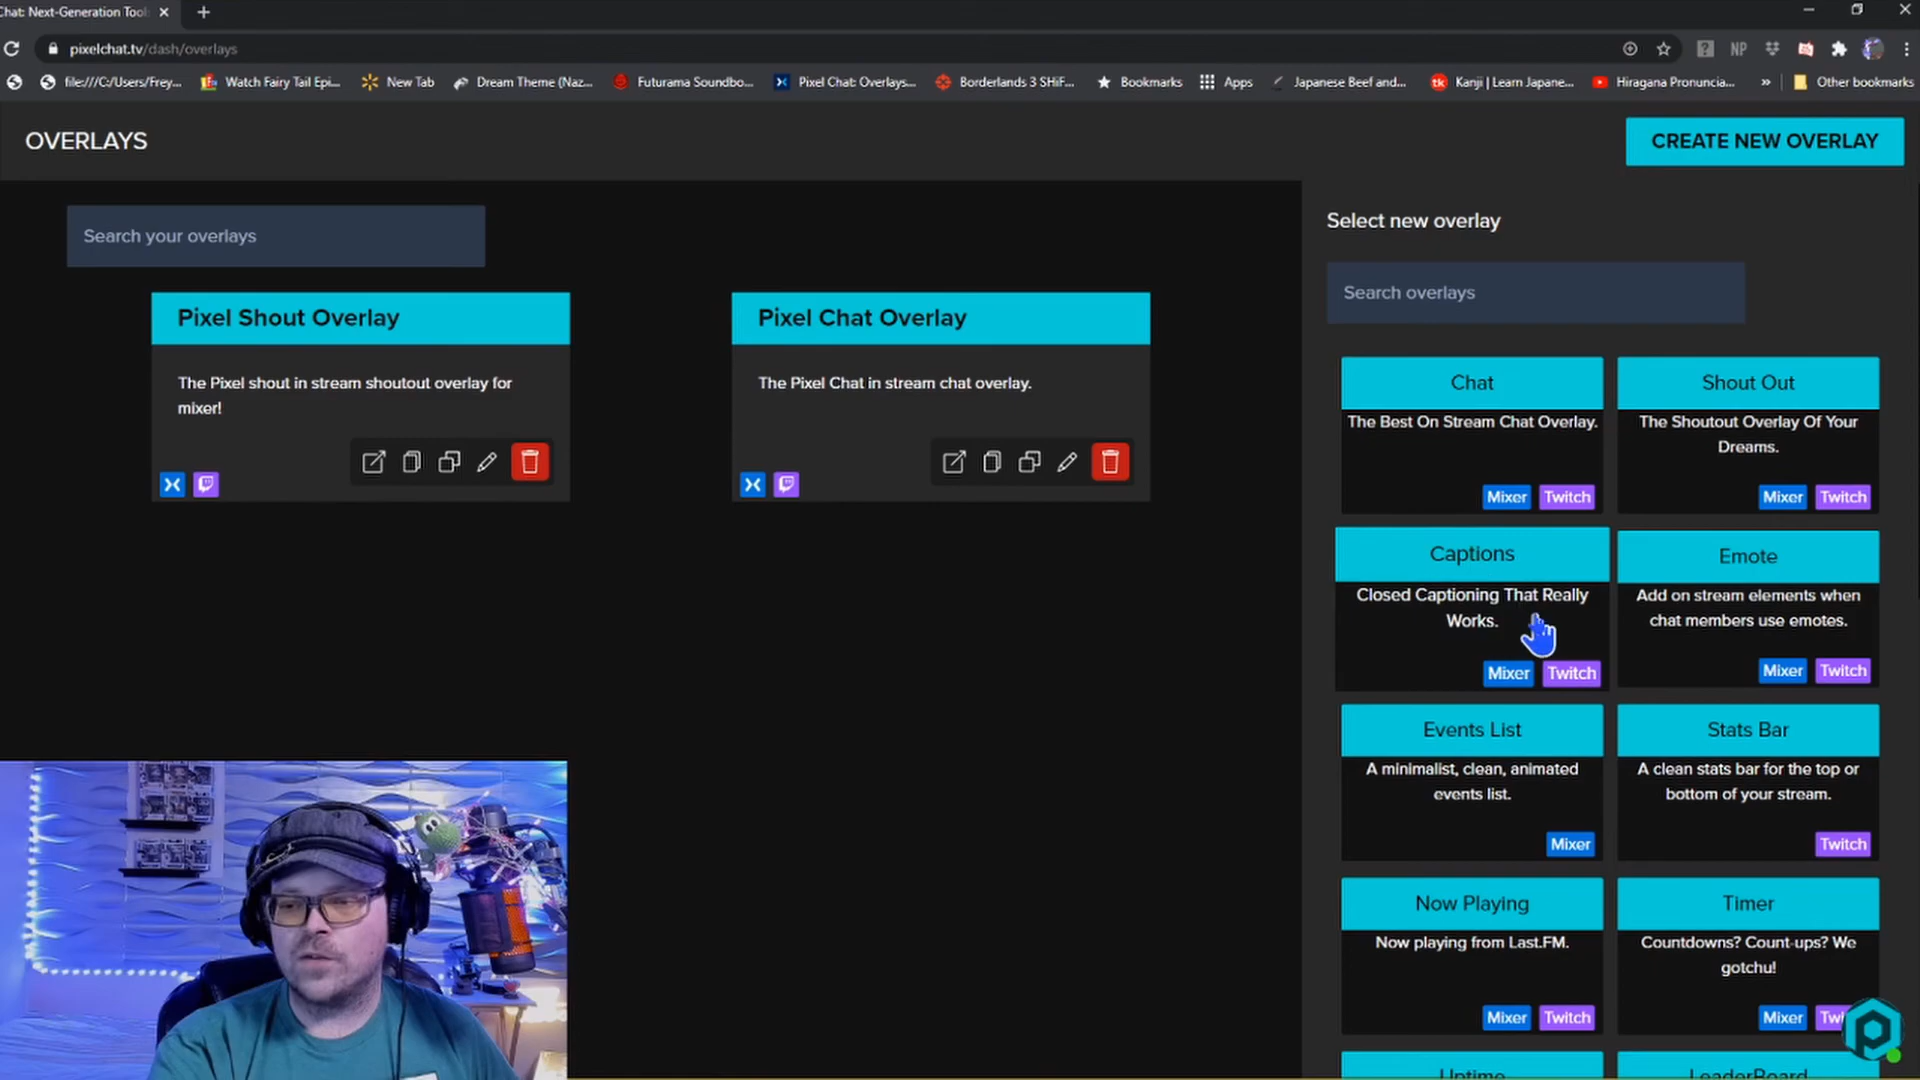 Chat: Next-Generation Tool
pixelchat.tv/dash/overlays
NP
file:///C:/Users/Frey...
Watch Fairy Tail Epi...
New Tab
Dream Theme (Naz...
Futurama Soundbo...
Pixel Chat: Overlays...
Borderlands 3 SHiF...
Bookmarks
Apps
Japanese Beef and...
tk
Kanji | Learn Japane...
Hiragana Pronuncia...
»
Other bookmarks
OVERLAYS
CREATE NEW OVERLAY
Search your overlays
Pixel Shout Overlay
The Pixel shout in stream shoutout overlay for
mixer!
Pixel Chat Overlay
The Pixel Chat in stream chat overlay.
Select new overlay
Search overlays
Chat
The Best On Stream Chat Overlay.
Mixer Twitch
Shout Out
The Shoutout Overlay Of Your
Dreams.
Mixer Twitch
Captions
Closed Captioning That Really
Works.
Mixer Twitch
Emote
Add on stream elements when
chat members use emotes.
Mixer Twitch
Events List
A minimalist, clean, animated
events list.
Mixer
Stats Bar
A clean stats bar for the top or
bottom of your stream.
Twitch
Now Playing
Now playing from Last.FM.
Mixer Twitch
Timer
Countdowns? Count-ups? We
gotchu!
Mixer Twi
Uptime
LeaderBoard